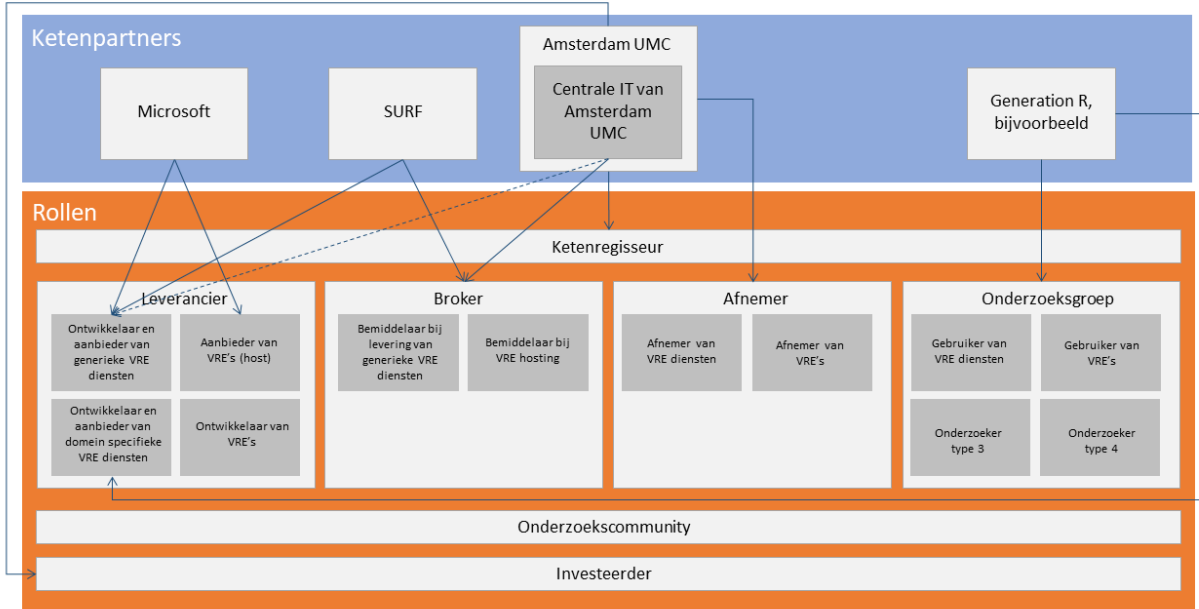 Ketenpartners
Microsoft
SURF
Amsterdam UMC
Centrale IT van
Amsterdam
UMC
Generation R,
bijvoorbeeld
Rollen
Ketenregisseur
Leverancier
Ontwikkelaar en
aanbieder van
generieke VRE
diensten
Aanbieder van
VRE's (host)
Ontwikkelaar en
aanbieder van
domein specifieke
VRE diensten
Ontwikkelaar van
VRE's
Broker
Bemiddelaar bij
levering van
generieke VRE
diensten
Bemiddelaar bij
VRE hosting
Afnemer
Afnemer van
VRE diensten
Afnemer van
VRE's
Onderzoeksgroep
Gebruiker van
VRE diensten
Gebruiker van
VRE's
Onderzoeker
type 3
Onderzoeker
type 4
Onderzoekscommunity
Investeerder